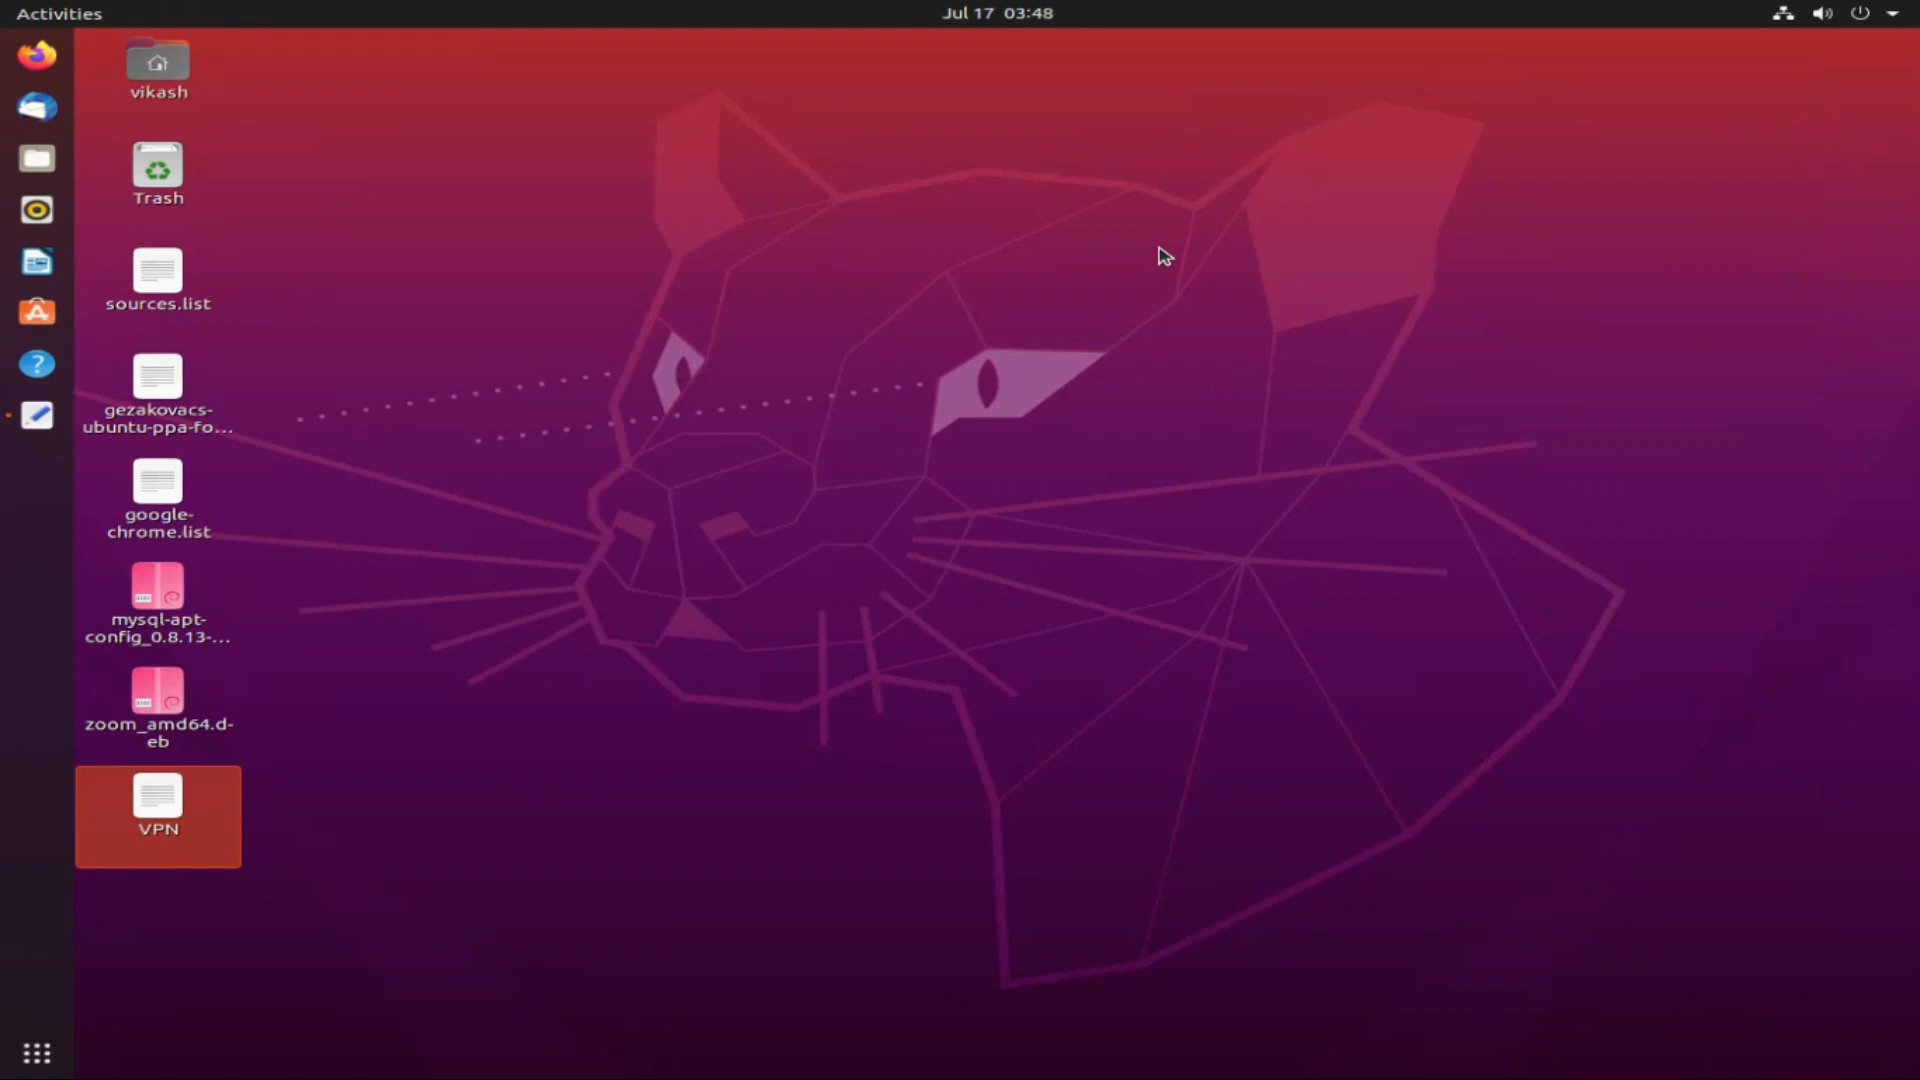 Activities
Jul 17 03:48
vikash
Trash
sources.list
gezakovacs-
ubuntu-ppa-fo...
google-
chrome.list
mysql-apt-
config_0.8.13-...
zoom_amd64.d-
eb
VPN